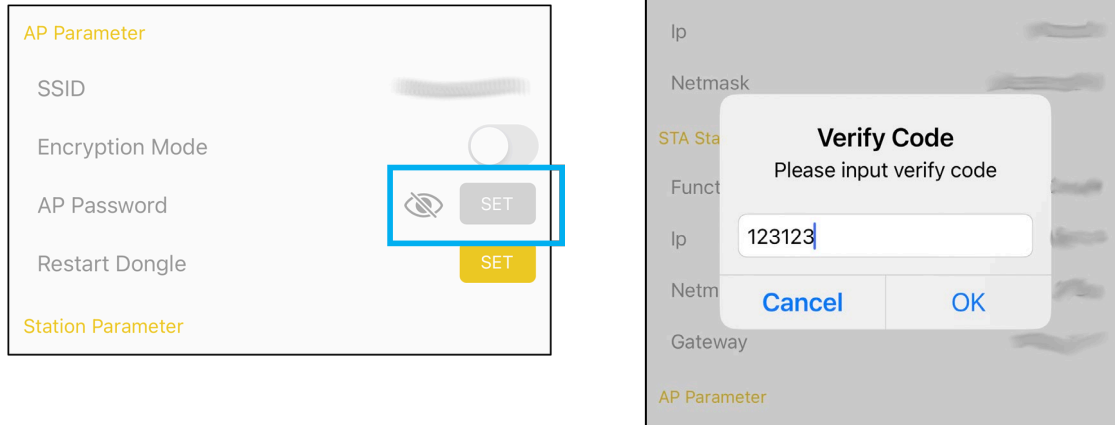 AP Parameter
SSID
Encryption Mode
AP Password SET
Restart Dongle SET
Station Parameter
Ip
Netmask
STA Sta
Verify Code
Please input verify code
Funct
123123
Ip
Netm
Cancel OK
Gateway
AP Parameter